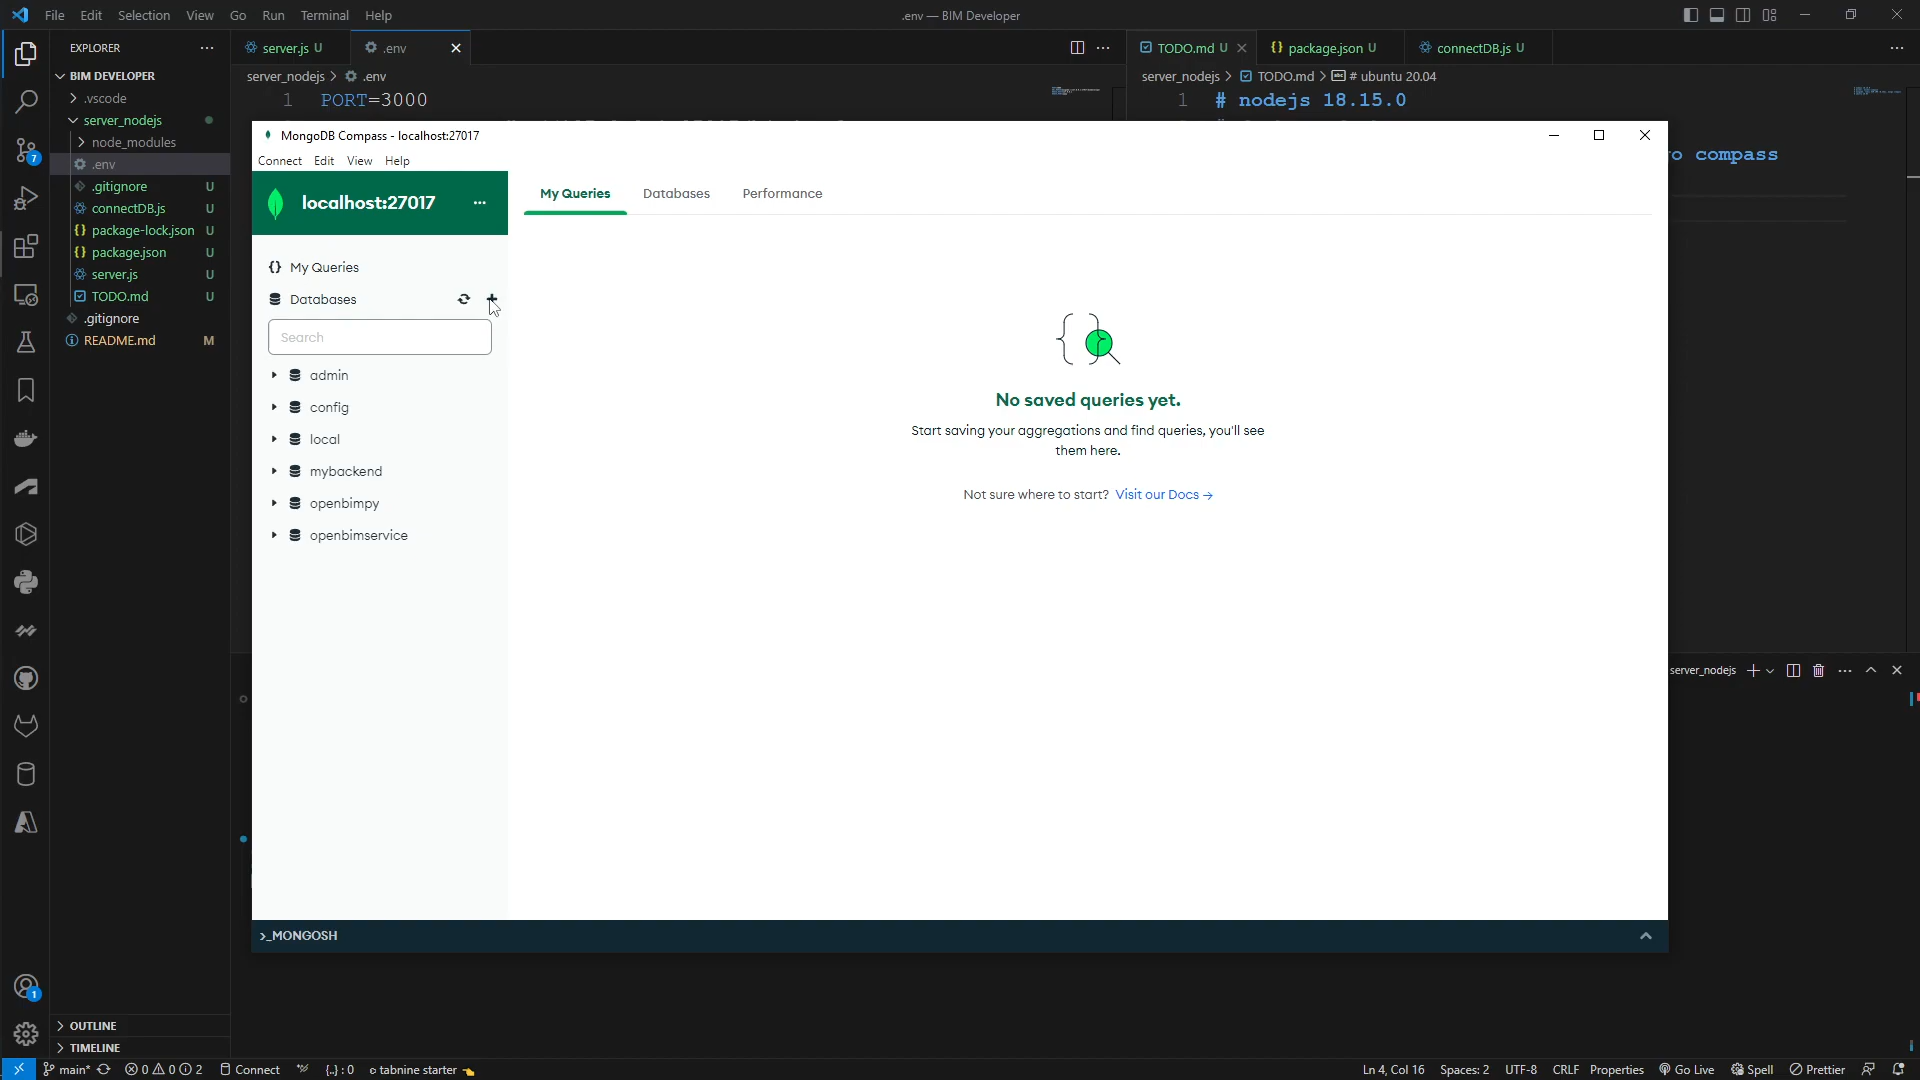 File Edit Selection View Go Run Terminal Help
.env — BIM Developer
EXPLORER
BIM DEVELOPER
.vscode
server_nodejs
node_modules
.env
.gitignore U
connectDB.js U
package-lock.json U
package.json U
server.js U
TODO.md U
.gitignore
README.md M
OUTLINE
TIMELINE
7
1
server.js U
.env
server_nodejs > .env
1 PORT=3000
TODO.md U
package.json U
connectDB.js U
server_nodejs > TODO.md > # ubuntu 20.04
1 # nodejs 18.15.0
compass
server_nodejs
MongoDB Compass - localhost:27017
Connect Edit View Help
localhost:27017
My Queries
Databases
Search
admin
config
local
mybackend
openbimpy
openbimservice
My Queries Databases Performance
No saved queries yet.
Start saving your aggregations and find queries, you'll see
them here.
Not sure where to start? Visit our Docs →
>_MONGOSH
main* 0 0 2 Connect {..} : 0 tabnine starter
Ln 4, Col 16 Spaces: 2 UTF-8 CRLF Properties Go Live Spell Prettier